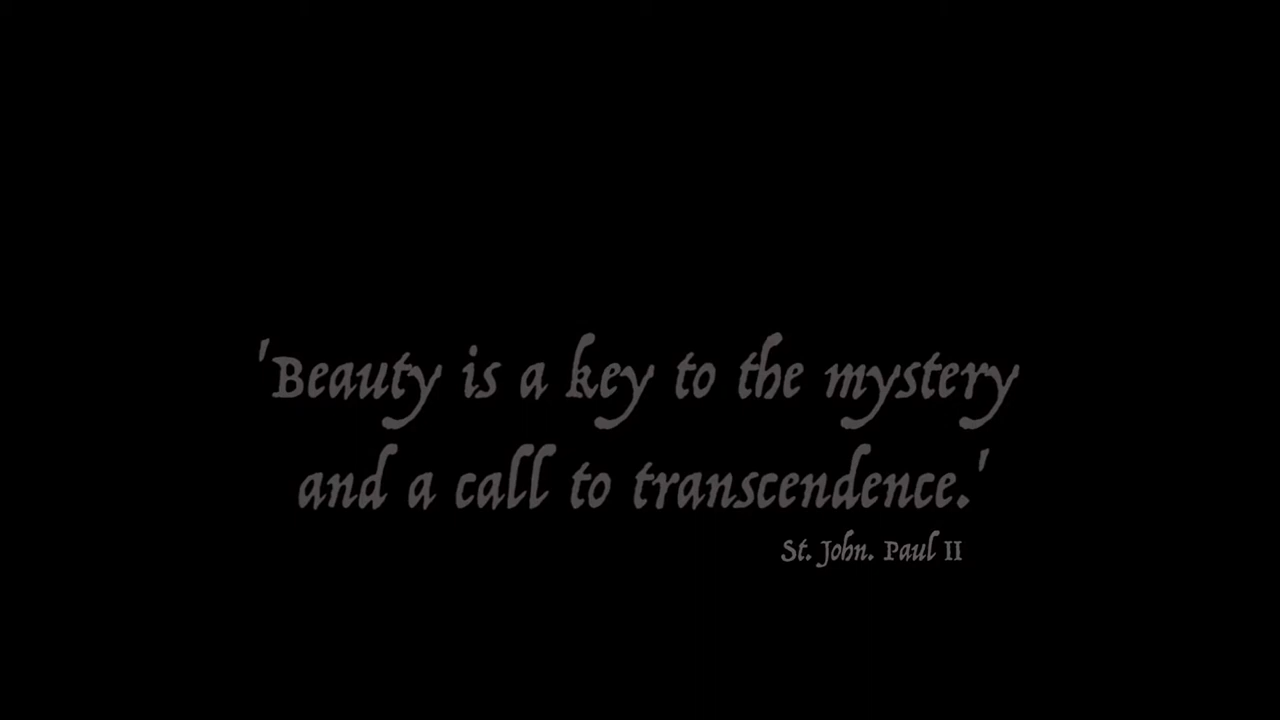 'Beauty is a key to the mystery
and a call to transcendence.'
St. John. Paul II